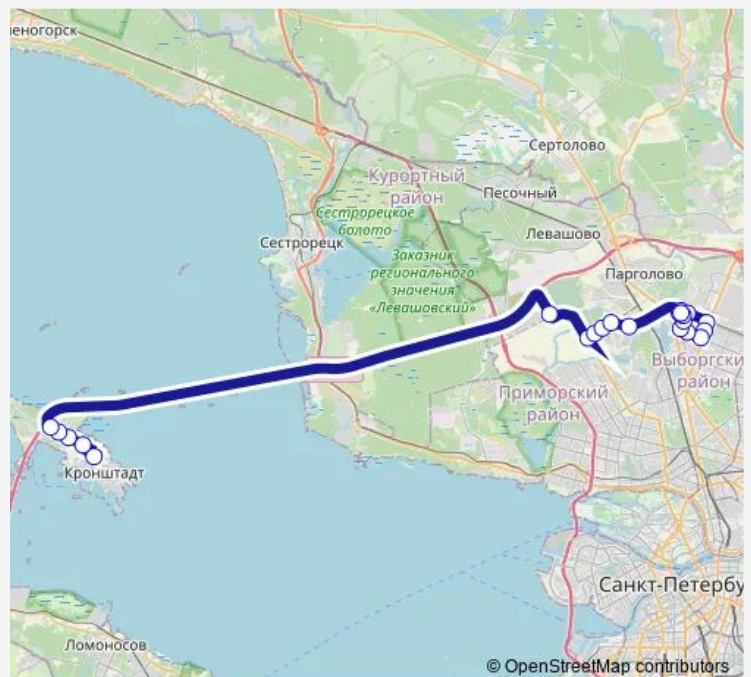 еногорск
Сертолово
Курортный
район
Песочный
Сестрорецкое
болото
Левашово
Сестрорецк
Заказник
регионального
значения
«Левашовский»
Парголово
Выборгски
район
Приморский
район
Кронштадт
Санкт-Петербу
Ломоносов
© OpenStreetMap contributors